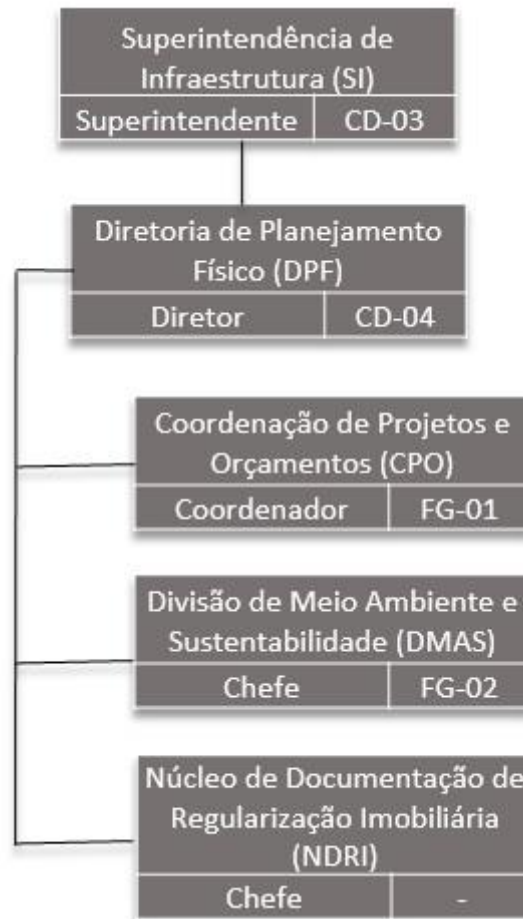 Superintendência de
Infraestrutura (SI)
Superintendente CD-03
Diretoria de Planejamento
Físico (DPF)
Diretor CD-04
Coordenação de Projetos e
Orçamentos (CPO)
Coordenador FG-01
Divisão de Meio Ambiente e
Sustentabilidade (DMAS)
Chefe FG-02
Núcleo de Documentação de
Regularização Imobiliária
(NDRI)
Chefe -